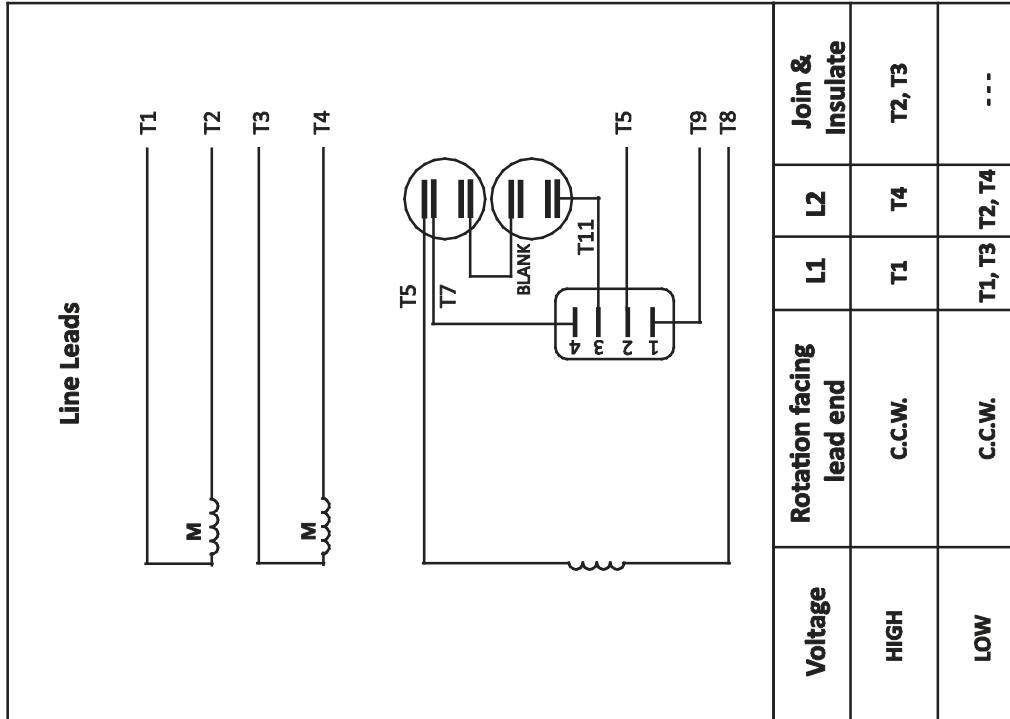 Line Leads
T1
T2
T3
T4
M
M
T5
T7
BLANK
T11
T5
T9
T8
4
3
2
1
Voltage
Rotation facing
lead end
L1
L2
Join &
Insulate
HIGH
C.C.W.
T1
T4
T2, T3
LOW
C.C.W.
T1, T3
T2, T4
---